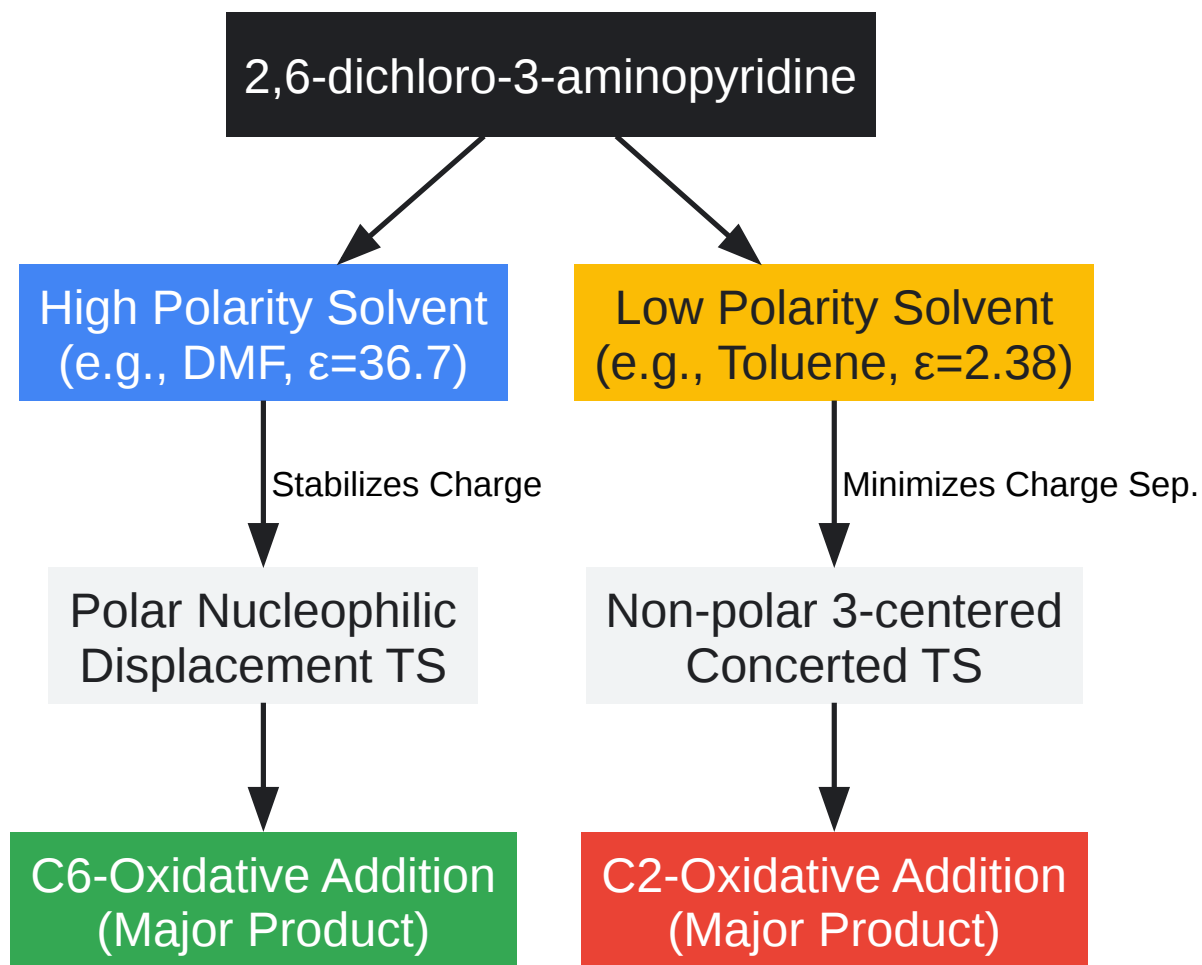 2,6-dichloro-3-aminopyridine
High Polarity Solvent
(e.g., DMF, ε=36.7)
Low Polarity Solvent
(e.g., Toluene, ε=2.38)
Stabilizes Charge
Minimizes Charge Sep.
Polar Nucleophilic
Displacement TS
Non-polar 3-centered
Concerted TS
C6-Oxidative Addition
(Major Product)
C2-Oxidative Addition
(Major Product)